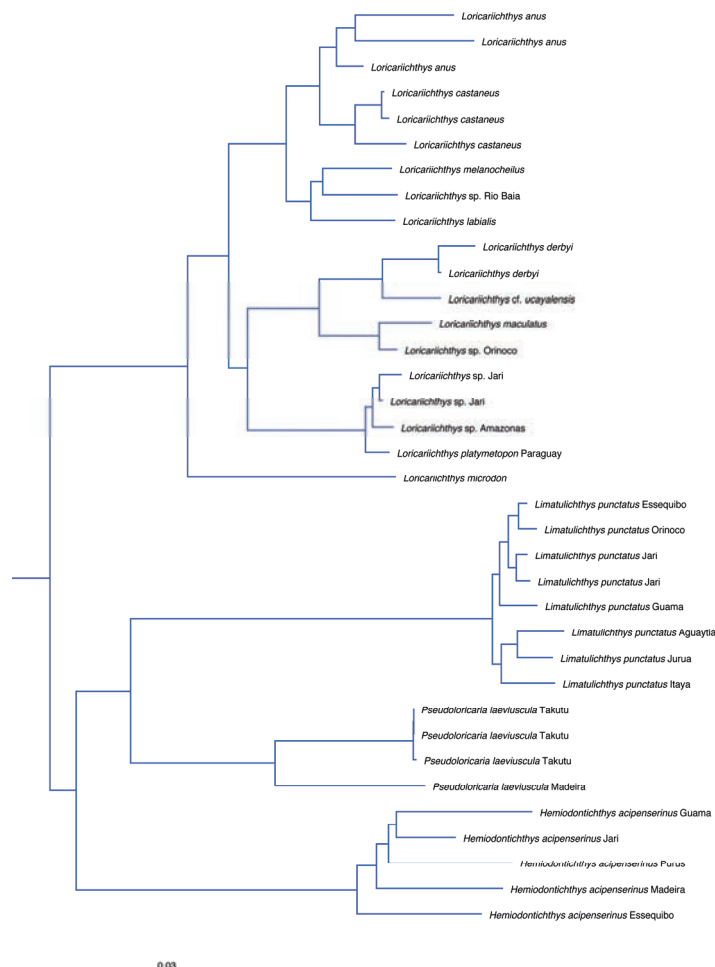 Loricariichthys anus
Loricariichthys anus
Loricariichthys anus
Loricariichthys castaneus
Loricariichthys castaneus
Loricariichthys castaneus
Loricariichthys melanocheilus
Loricariichthys sp. Rio Baia
Loricariichthys labialis
Loricariichthys derbyi
Loricariichthys derbyi
Loricariichthys cf. ucayalensis
Loricariichthys maculatus
Loricariichthys sp. Orinoco
Loricariichthys sp. Jari
Loricariichthys sp. Jari
Loricariichthys sp. Amazonas
Loricariichthys platymetopon Paraguay
Loricariichthys microdon
Limatulichthys punctatus Essequibo
Limatulichthys punctatus Orinoco
Limatulichthys punctatus Jari
Limatulichthys punctatus Jari
Limatulichthys punctatus Guama
Limatulichthys punctatus Aguaytia
Limatulichthys punctatus Jurua
Limatulichthys punctatus Itaya
Pseudoloricaria laeviuscula Takutu
Pseudoloricaria laeviuscula Takutu
Pseudoloricaria laeviuscula Takutu
Pseudoloricaria laeviuscula Madeira
Hemiodontichthys acipenserinus Guama
Hemiodontichthys acipenserinus Jari
Hemiodontichthys acipenserinus Purus
Hemiodontichthys acipenserinus Madeira
Hemiodontichthys acipenserinus Essequibo
0.03